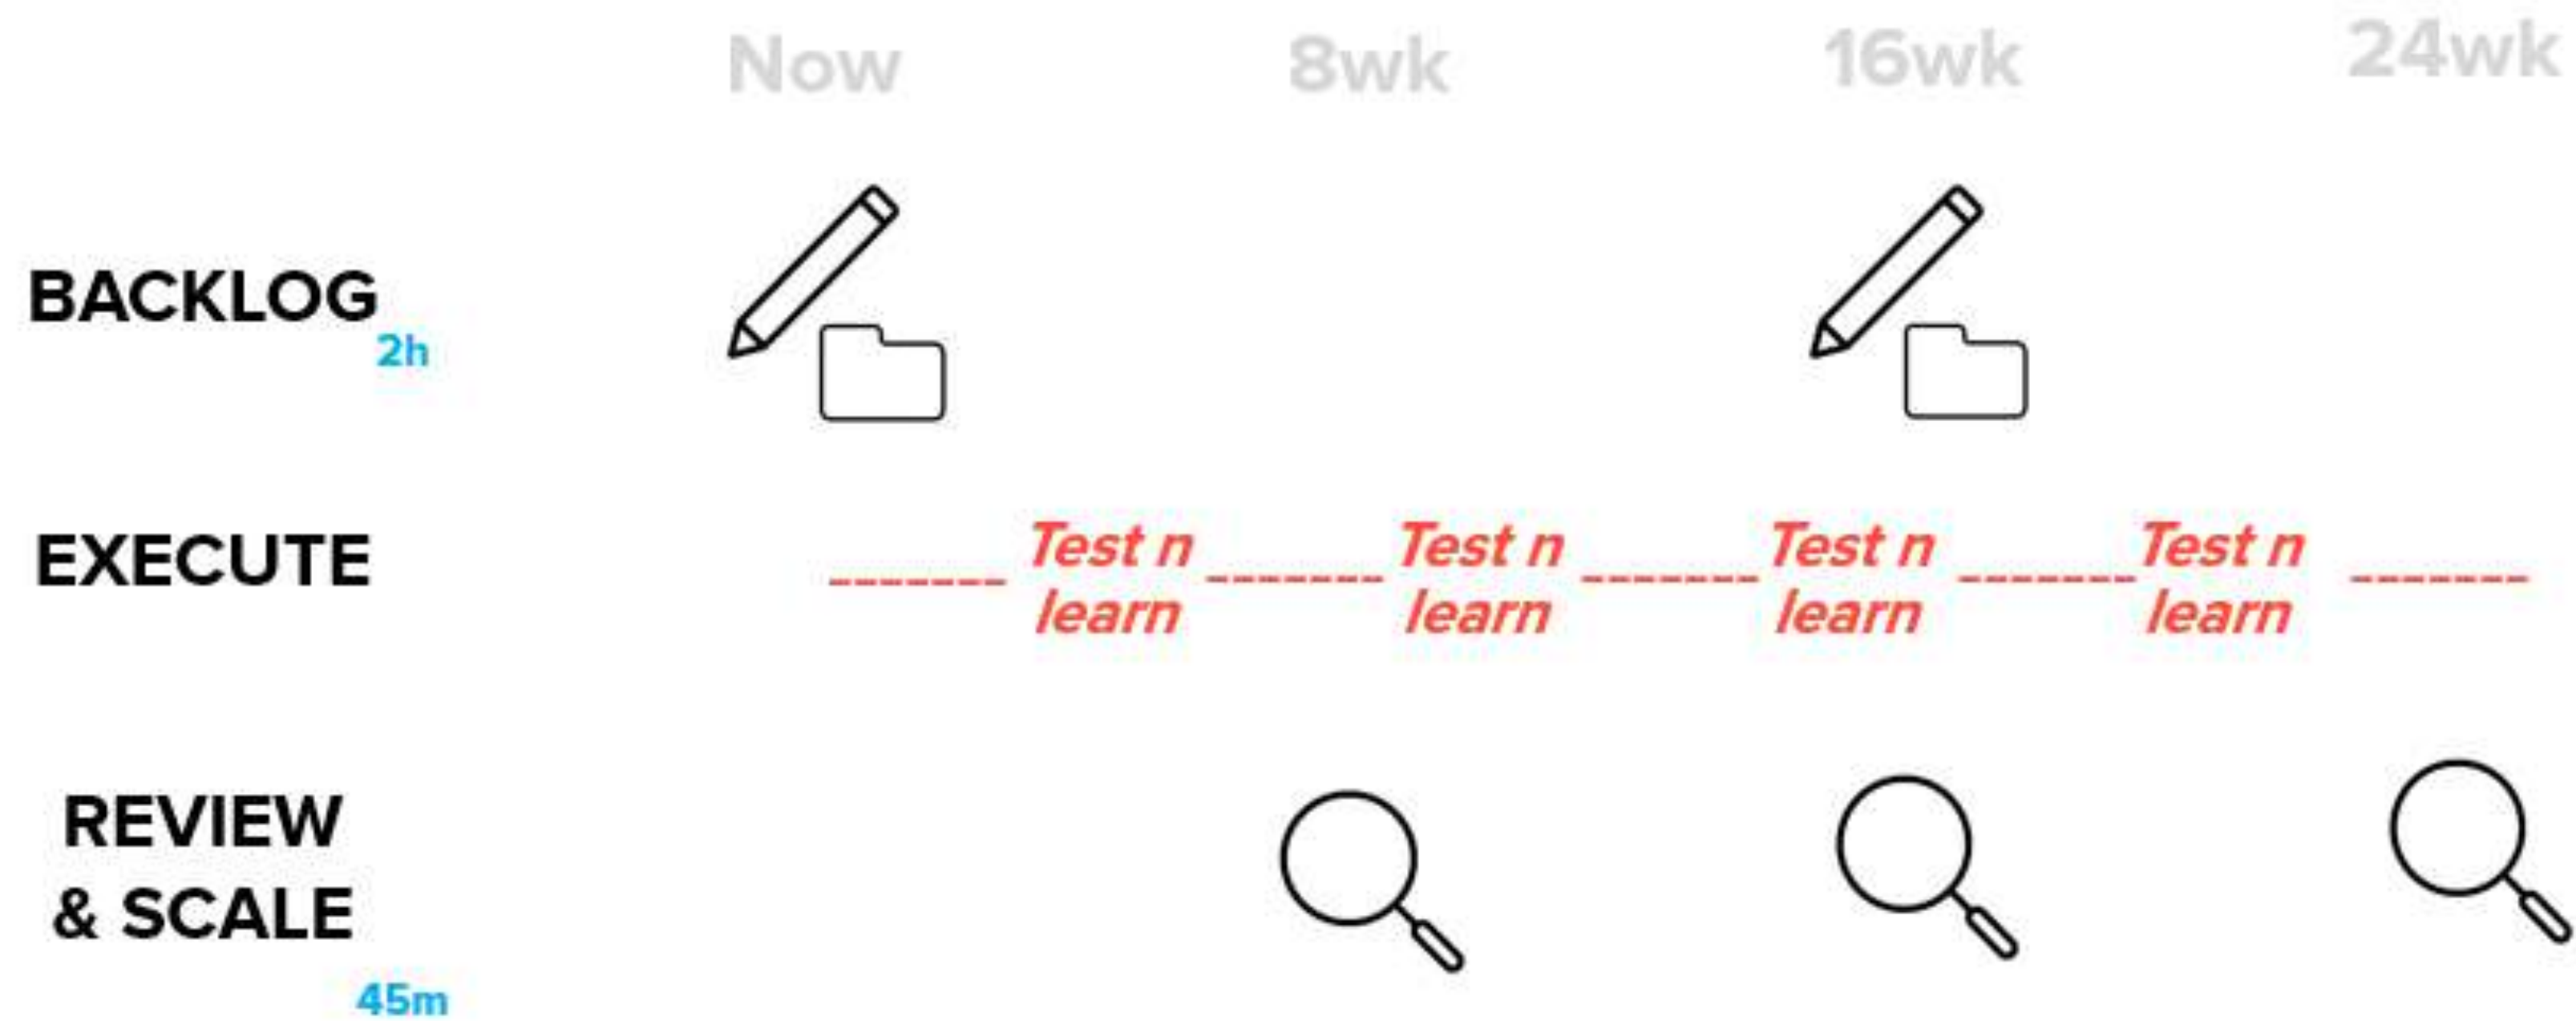 Now 8wk 16wk 24wk
BACKLOG
2h
EXECUTE
Test n Test n Test n Test n
learn learn learn learn
REVIEW
& SCALE
45m